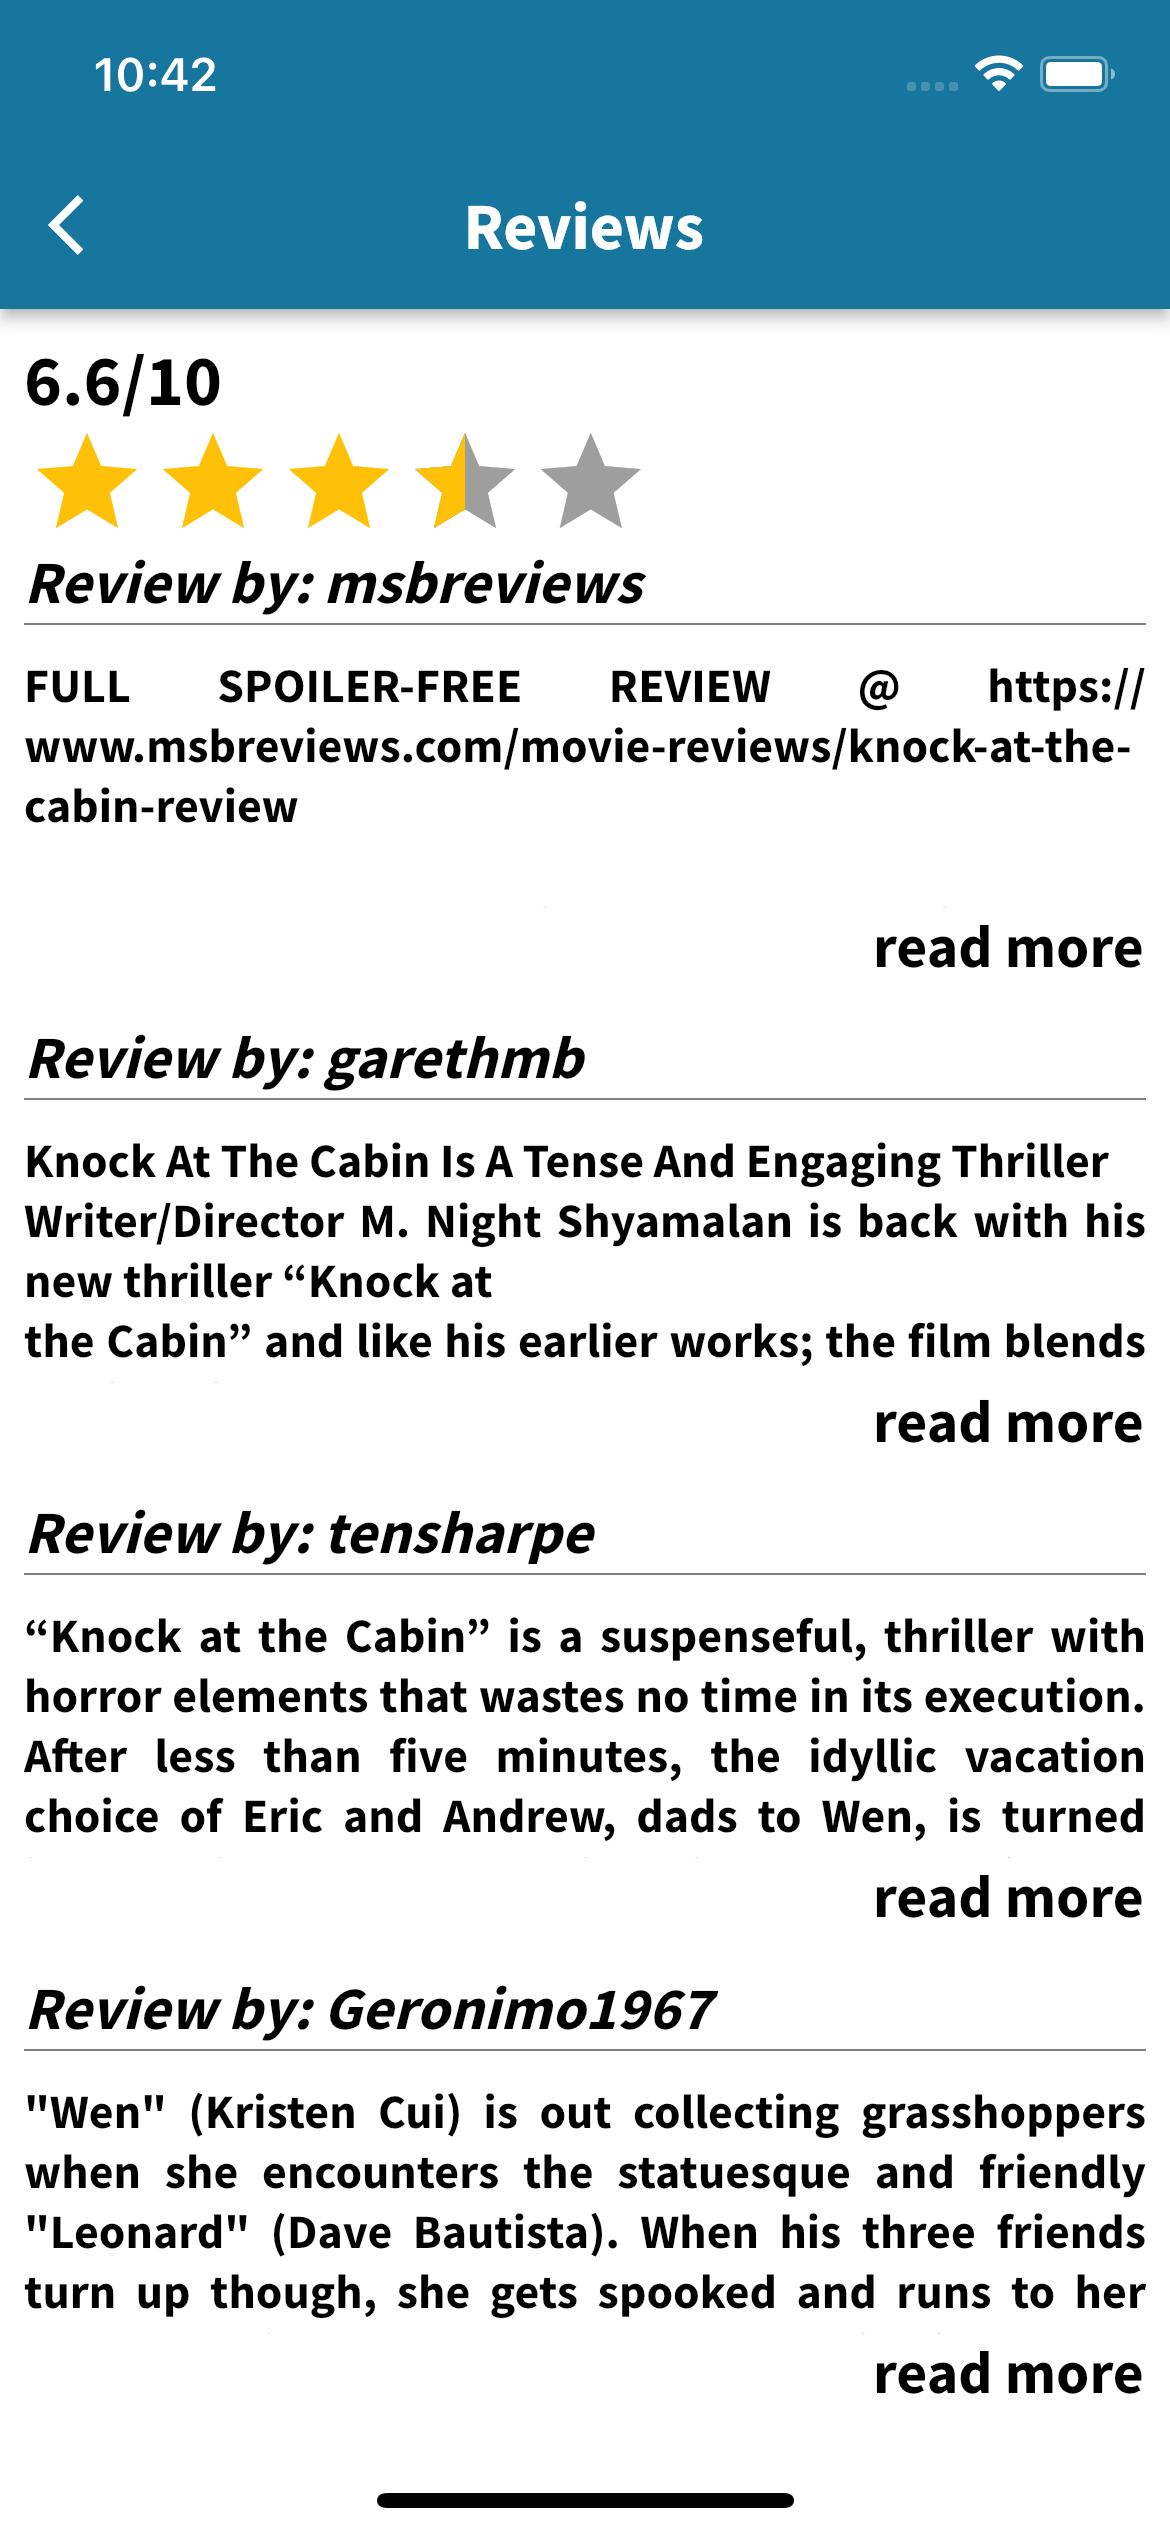 10:42
Reviews
6.6/10
Review by: msbreviews
FULL SPOILER-FREE REVIEW @ https://
www.msbreviews.com/movie-reviews/knock-at-the-
cabin-review
read more
Review by: garethmb
Knock At The Cabin Is A Tense And Engaging Thriller
Writer/Director M. Night Shyamalan is back with his
new thriller “Knock at
the Cabin” and like his earlier works; the film blends
read more
Review by: tensharpe
“Knock at the Cabin” is a suspenseful, thriller with
horror elements that wastes no time in its execution.
After less than five minutes, the idyllic vacation
choice of Eric and Andrew, dads to Wen, is turned
read more
Review by: Geronimo1967
"Wen" (Kristen Cui) is out collecting grasshoppers
when she encounters the statuesque and friendly
"Leonard" (Dave Bautista). When his three friends
turn up though, she gets spooked and runs to her
read more